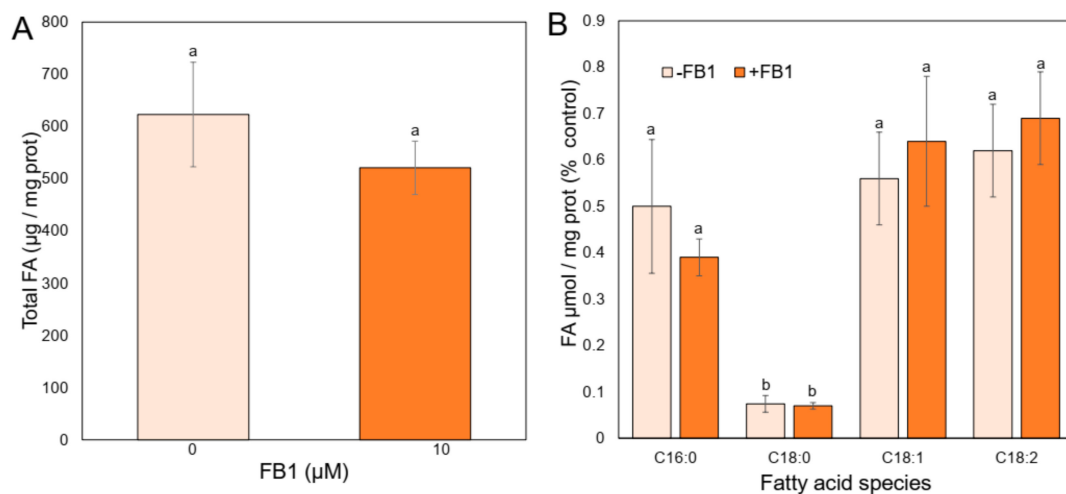 A
800
700
600
500
400
300
200
100
0
Total FA (µg / mg prot)
a
a
0
10
FB1 (µM)
B
0.9
0.8
0.7
0.6
0.5
0.4
0.3
0.2
0.1
0
FA µmol / mg prot (% control)
-FB1
+FB1
a
a
b
b
a
a
a
a
C16:0
C18:0
C18:1
C18:2
Fatty acid species